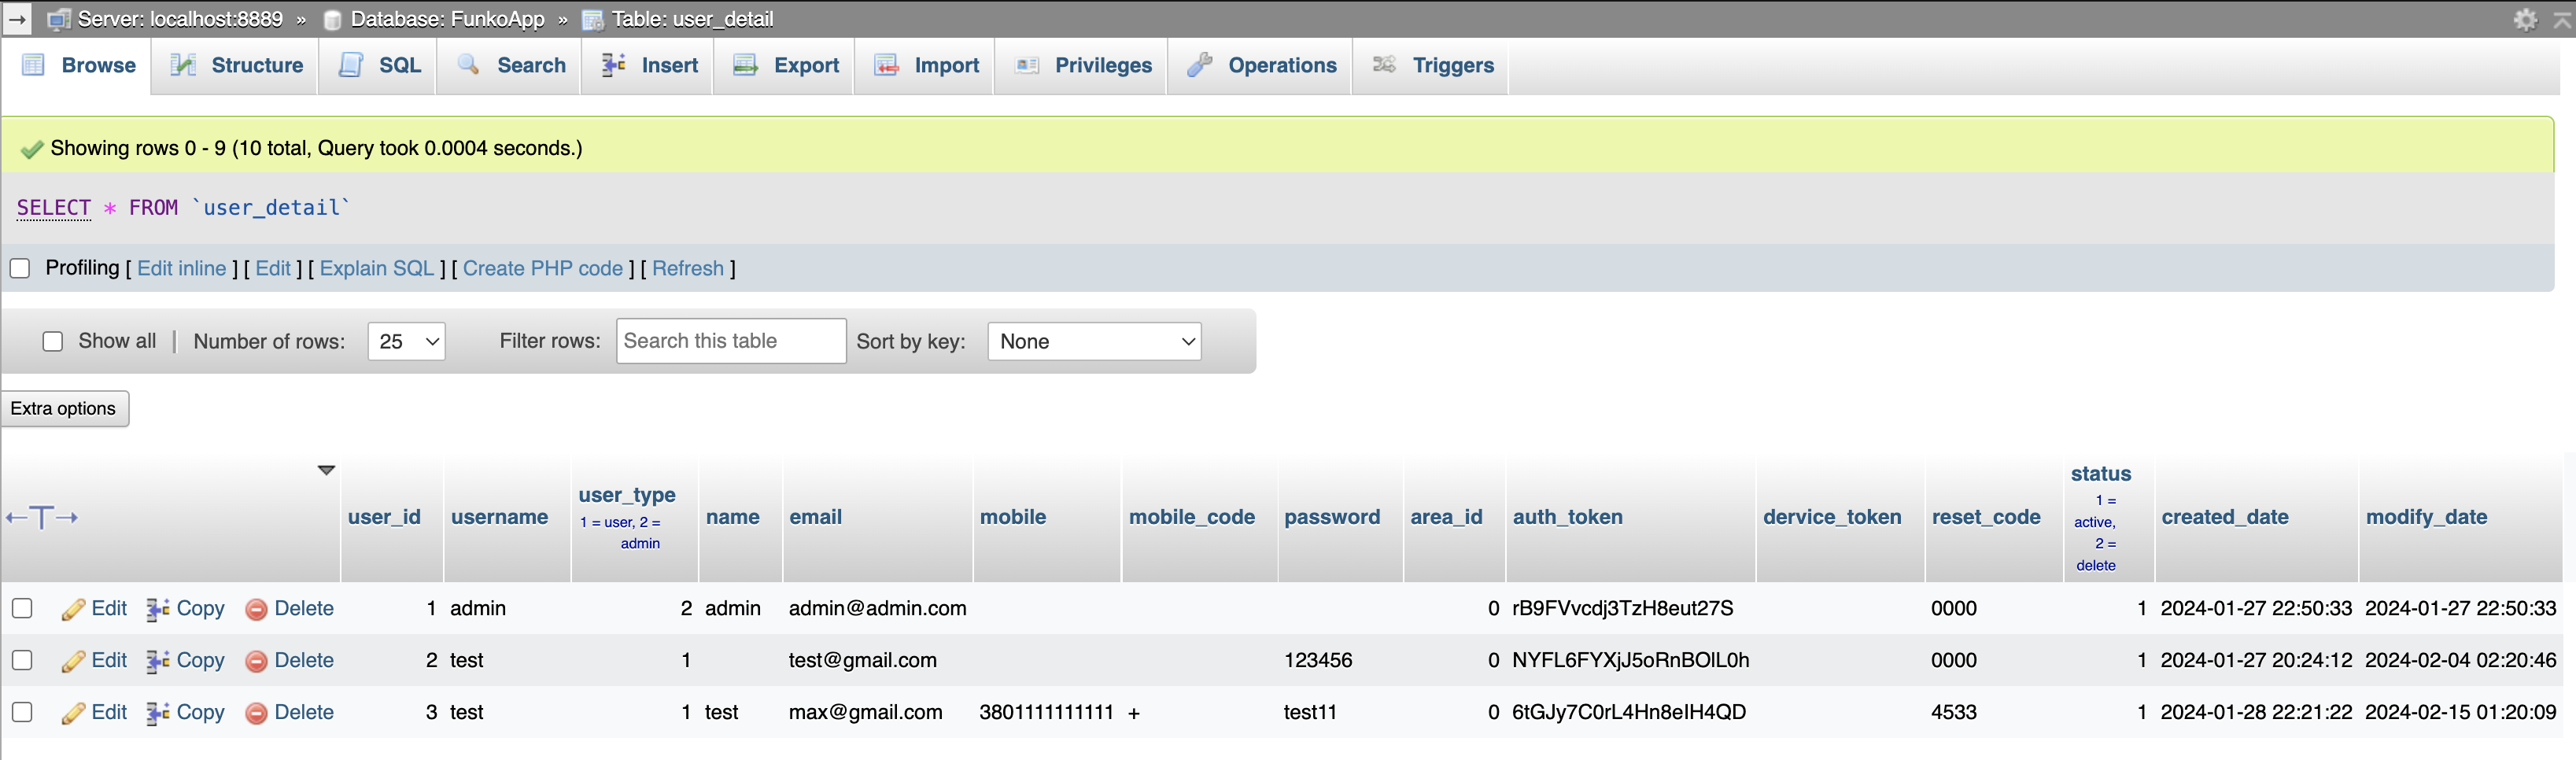 Server: localhost:8889 » Database: FunkoApp » Table: user_detail
Browse Structure SQL Search Insert Export Import Privileges Operations Triggers
Showing rows 0 - 9 (10 total, Query took 0.0004 seconds.)
SELECT * FROM `user_detail`
Profiling [ Edit inline ] [ Edit ] [ Explain SQL ] [ Create PHP code ] [ Refresh ]
Show all | Number of rows: 25 Filter rows: Search this table Sort by key: None
Extra options
←T→ user_id username user_type 1 = user, 2 = admin name email mobile mobile_code password area_id auth_token dervice_token reset_code status 1 = active, 2 = delete created_date modify_date
Edit Copy Delete 1 admin 2 admin admin@admin.com 0 rB9FVvcdj3TzH8eut27S 0000 1 2024-01-27 22:50:33 2024-01-27 22:50:33
Edit Copy Delete 2 test 1 test@gmail.com 123456 0 NYFL6FYXjJ5oRnBOlL0h 0000 1 2024-01-27 20:24:12 2024-02-04 02:20:46
Edit Copy Delete 3 test 1 test max@gmail.com 3801111111111 + test11 0 6tGJy7C0rL4Hn8eIH4QD 4533 1 2024-01-28 22:21:22 2024-02-15 01:20:09